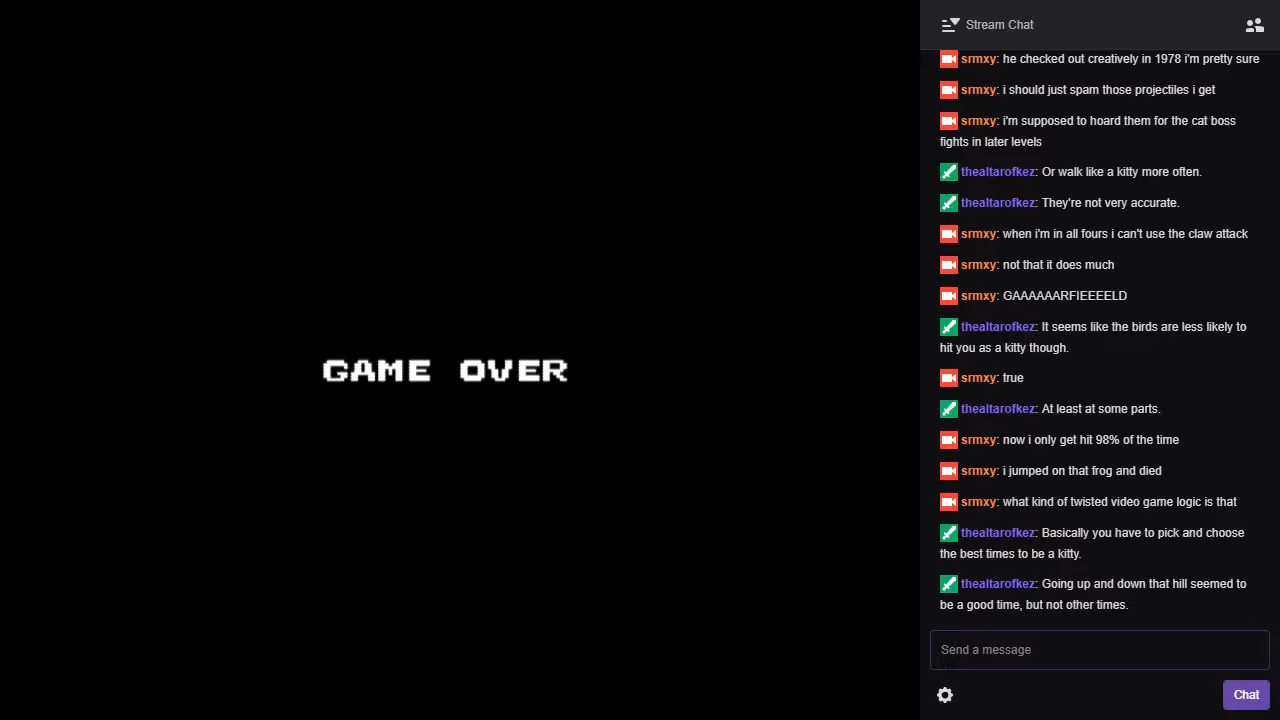 Stream Chat
srmxy: he checked out creatively in 1978 i'm pretty sure
srmxy: i should just spam those projectiles i get
srmxy: i'm supposed to hoard them for the cat boss
fights in later levels
thealtarofkez: Or walk like a kitty more often.
thealtarofkez: They're not very accurate.
srmxy: when i'm in all fours i can't use the claw attack
srmxy: not that it does much
srmxy: GAAAAAARFIEEEELD
thealtarofkez: It seems like the birds are less likely to
hit you as a kitty though.
srmxy: true
GAME OVER
thealtarofkez: At least at some parts.
srmxy: now i only get hit 98% of the time
srmxy: i jumped on that frog and died
srmxy: what kind of twisted video game logic is that
thealtarofkez: Basically you have to pick and choose
the best times to be a kitty.
thealtarofkez: Going up and down that hill seemed to
be a good time, but not other times.
Send a message
Chat